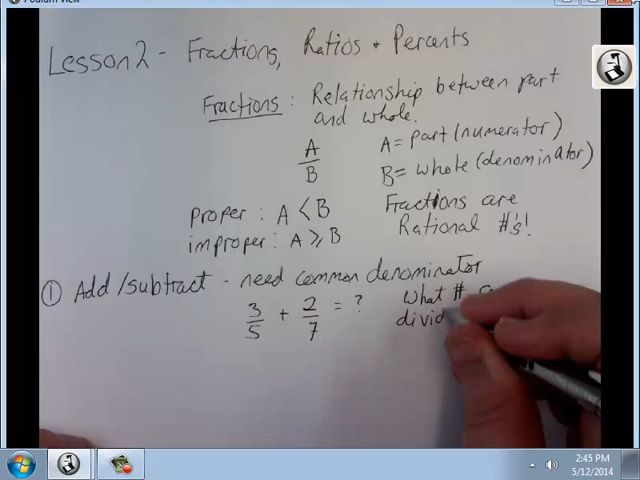 Podium View
Lesson 2 - Fractions, Ratios + Percents
Fractions : Relationship between part
and whole.
A/B
A = part (numerator)
B = whole (denominator)
proper : A < B
improper : A ≥ B
Fractions are
Rational #'s!
① Add/subtract - need common denominator
3/5 + 2/7 = ?
What #
divid
2:45 PM
5/12/2014